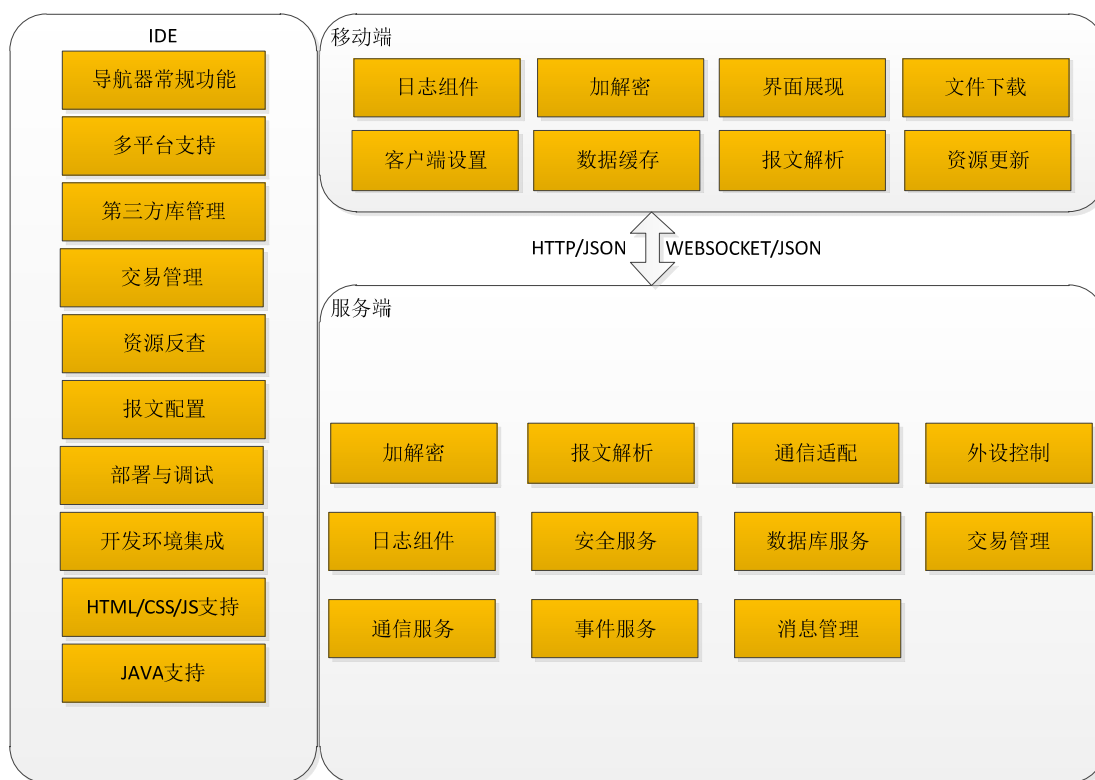 IDE
导航器常规功能
多平台支持
第三方库管理
交易管理
资源反查
报文配置
部署与调试
开发环境集成
HTML/CSS/JS支持
JAVA支持
移动端
日志组件
加解密
界面展现
文件下载
客户端设置
数据缓存
报文解析
资源更新
HTTP/JSON
WEBSOCKET/JSON
服务端
加解密
报文解析
通信适配
外设控制
日志组件
安全服务
数据库服务
交易管理
通信服务
事件服务
消息管理